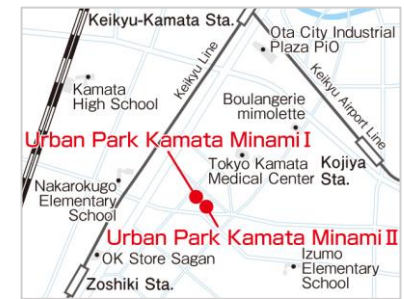 Keikyu-Kamata Sta.
Ota City Industrial
Plaza PiO
Keikyu Line
Keikyu Airport Line
Kamata
High School
Boulangerie
mimolette
Urban Park Kamata Minami I
Tokyo Kamata
Medical Center
Kojiya
Sta.
Nakarokugo
Elementary
School
Urban Park Kamata Minami II
OK Store Sagan
Izumo
Elementary
School
Zoshiki Sta.